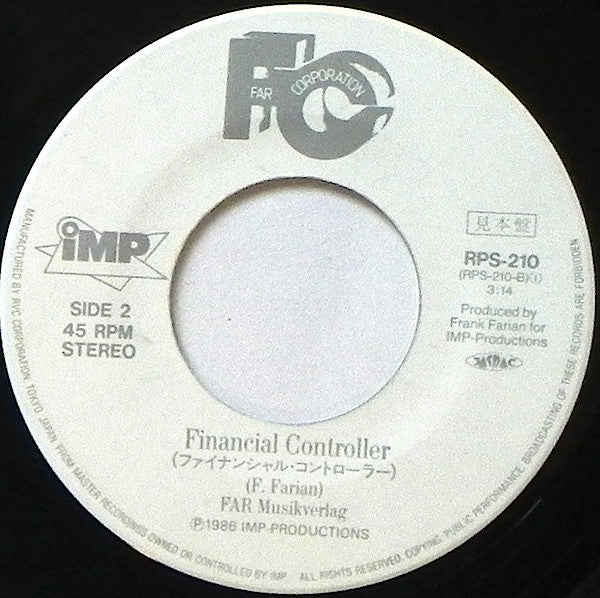 FAR CORPORATION
FC
iMP
SIDE 2
45 RPM
STEREO
見本盤
RPS-210
(RPS-210-B)①
3:14
Produced by
Frank Farian for
IMP-Productions
JASRAC
Financial Controller
(ファイナンシャル・コントローラー)
(F. Farian)
FAR Musikverlag
Ⓟ1986 IMP-PRODUCTIONS
MANUFACTURED BY RVC CORPORATION, TOKYO, JAPAN FROM MASTER RECORDINGS OWNED OR CONTROLLED BY IMP. ALL RIGHTS RESERVED. COPYING, PUBLIC PERFORMANCE, BROADCASTING OF THESE RECORDS ARE FORBIDDEN